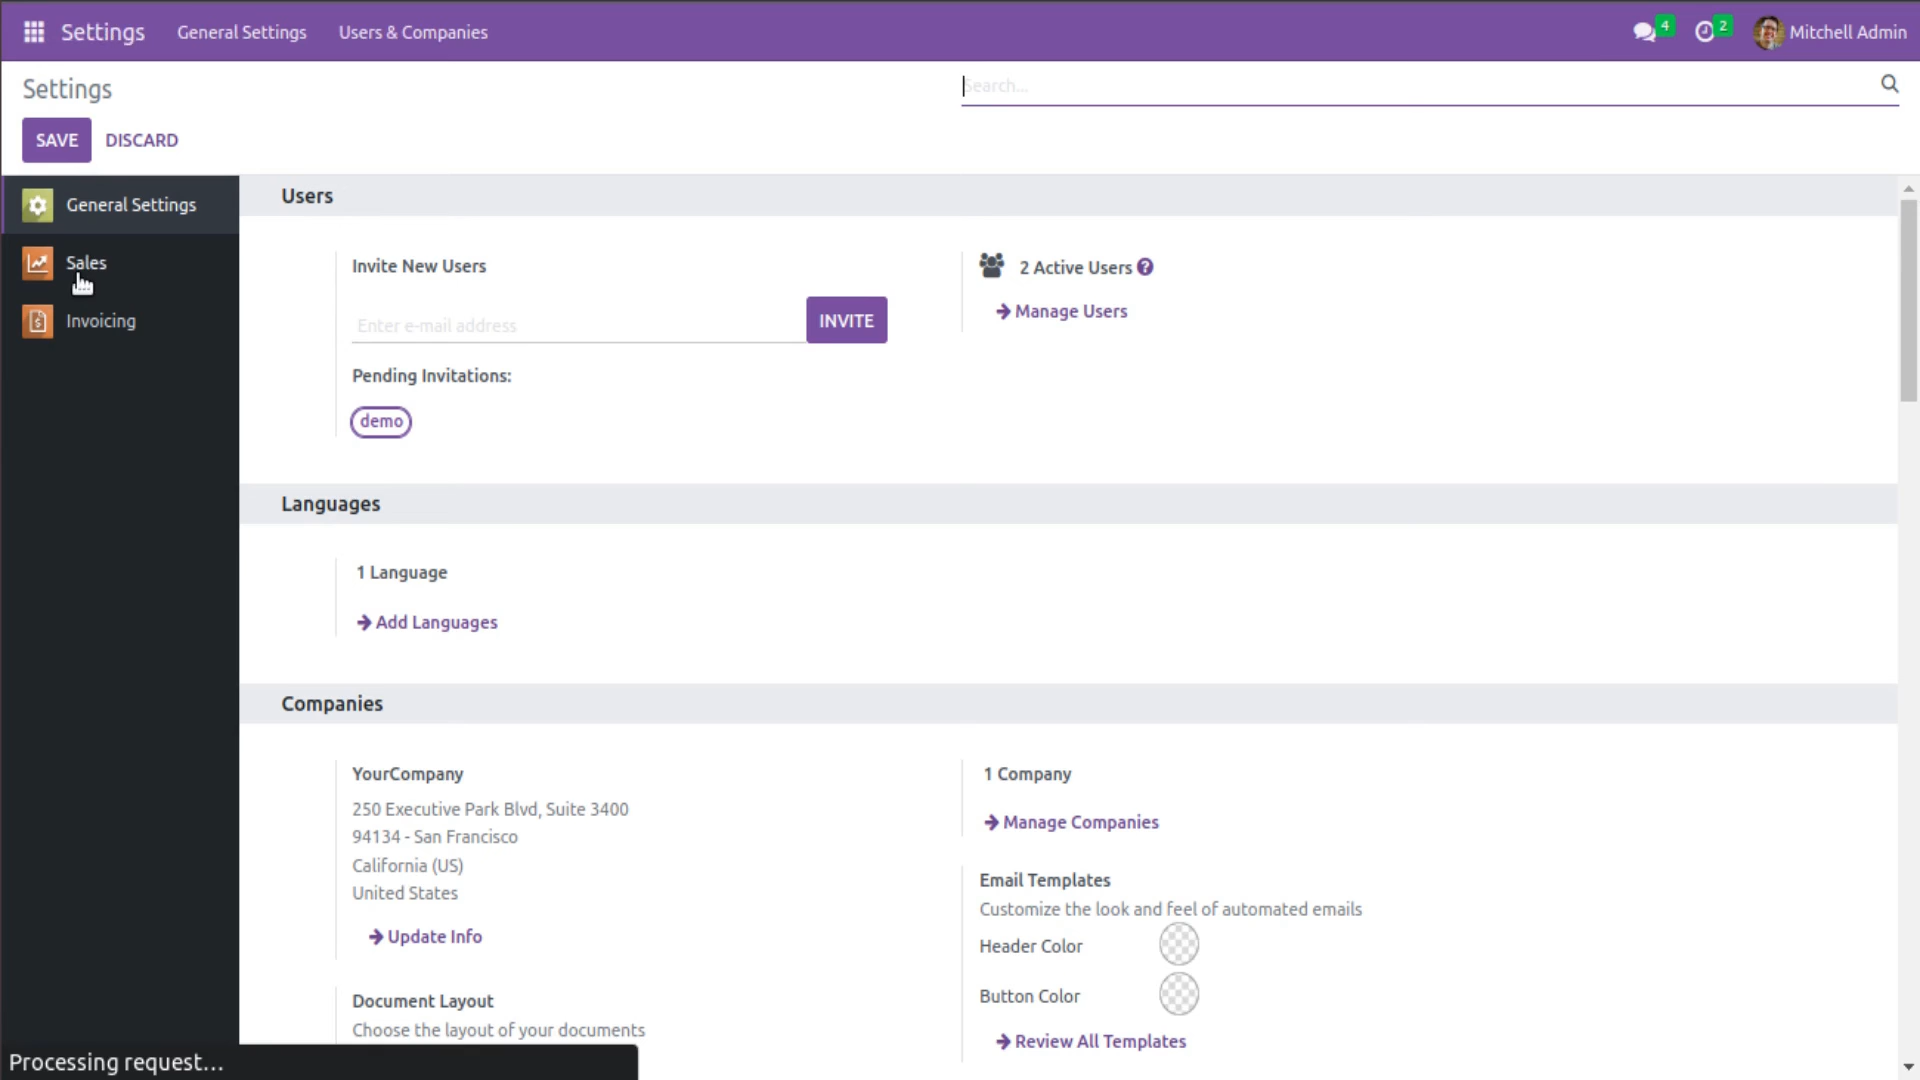 Settings General Settings Users & Companies 4 2 Mitchell Admin
Settings
Search...
SAVE DISCARD
General Settings
Sales
Invoicing
Users
Invite New Users
Enter e-mail address
INVITE
Pending Invitations:
demo
2 Active Users ?
Manage Users
Languages
1 Language
Add Languages
Companies
YourCompany
250 Executive Park Blvd, Suite 3400
94134 - San Francisco
California (US)
United States
Update Info
1 Company
Manage Companies
Document Layout
Choose the layout of your documents
Email Templates
Customize the look and feel of automated emails
Header Color
Button Color
Review All Templates
Processing request...